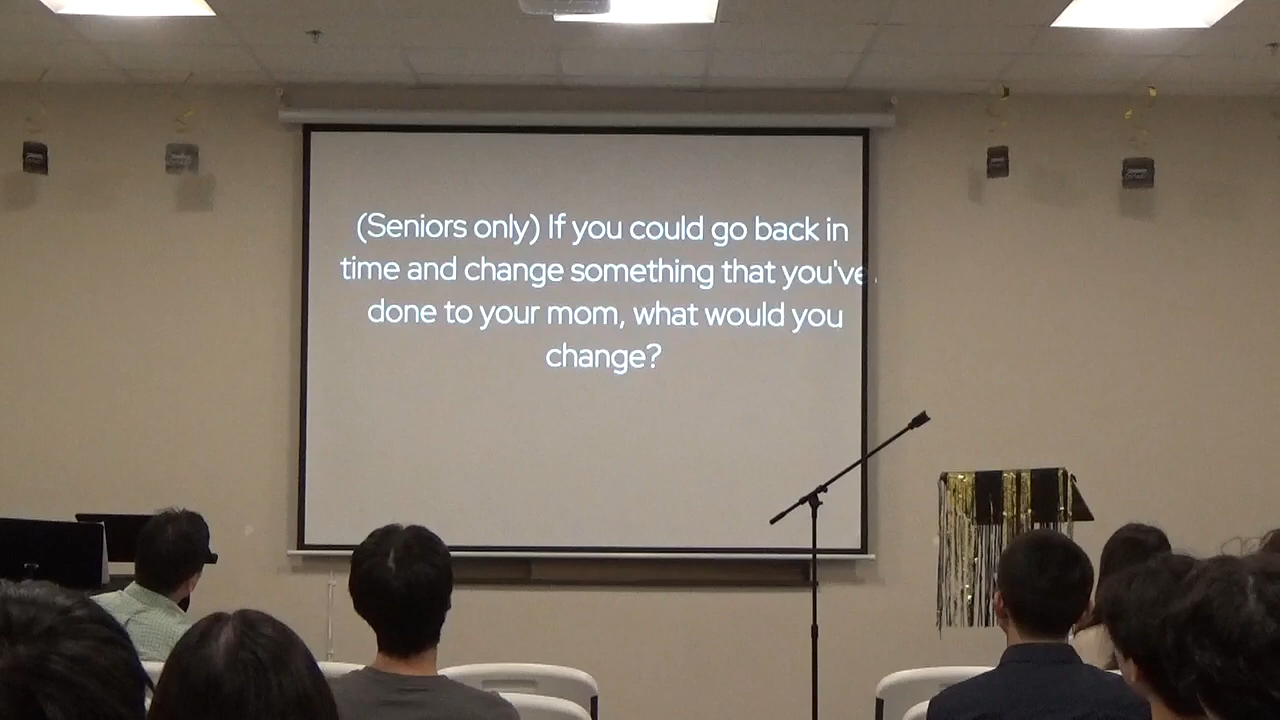 (Seniors only) If you could go back in
time and change something that you've
done to your mom, what would you
change?